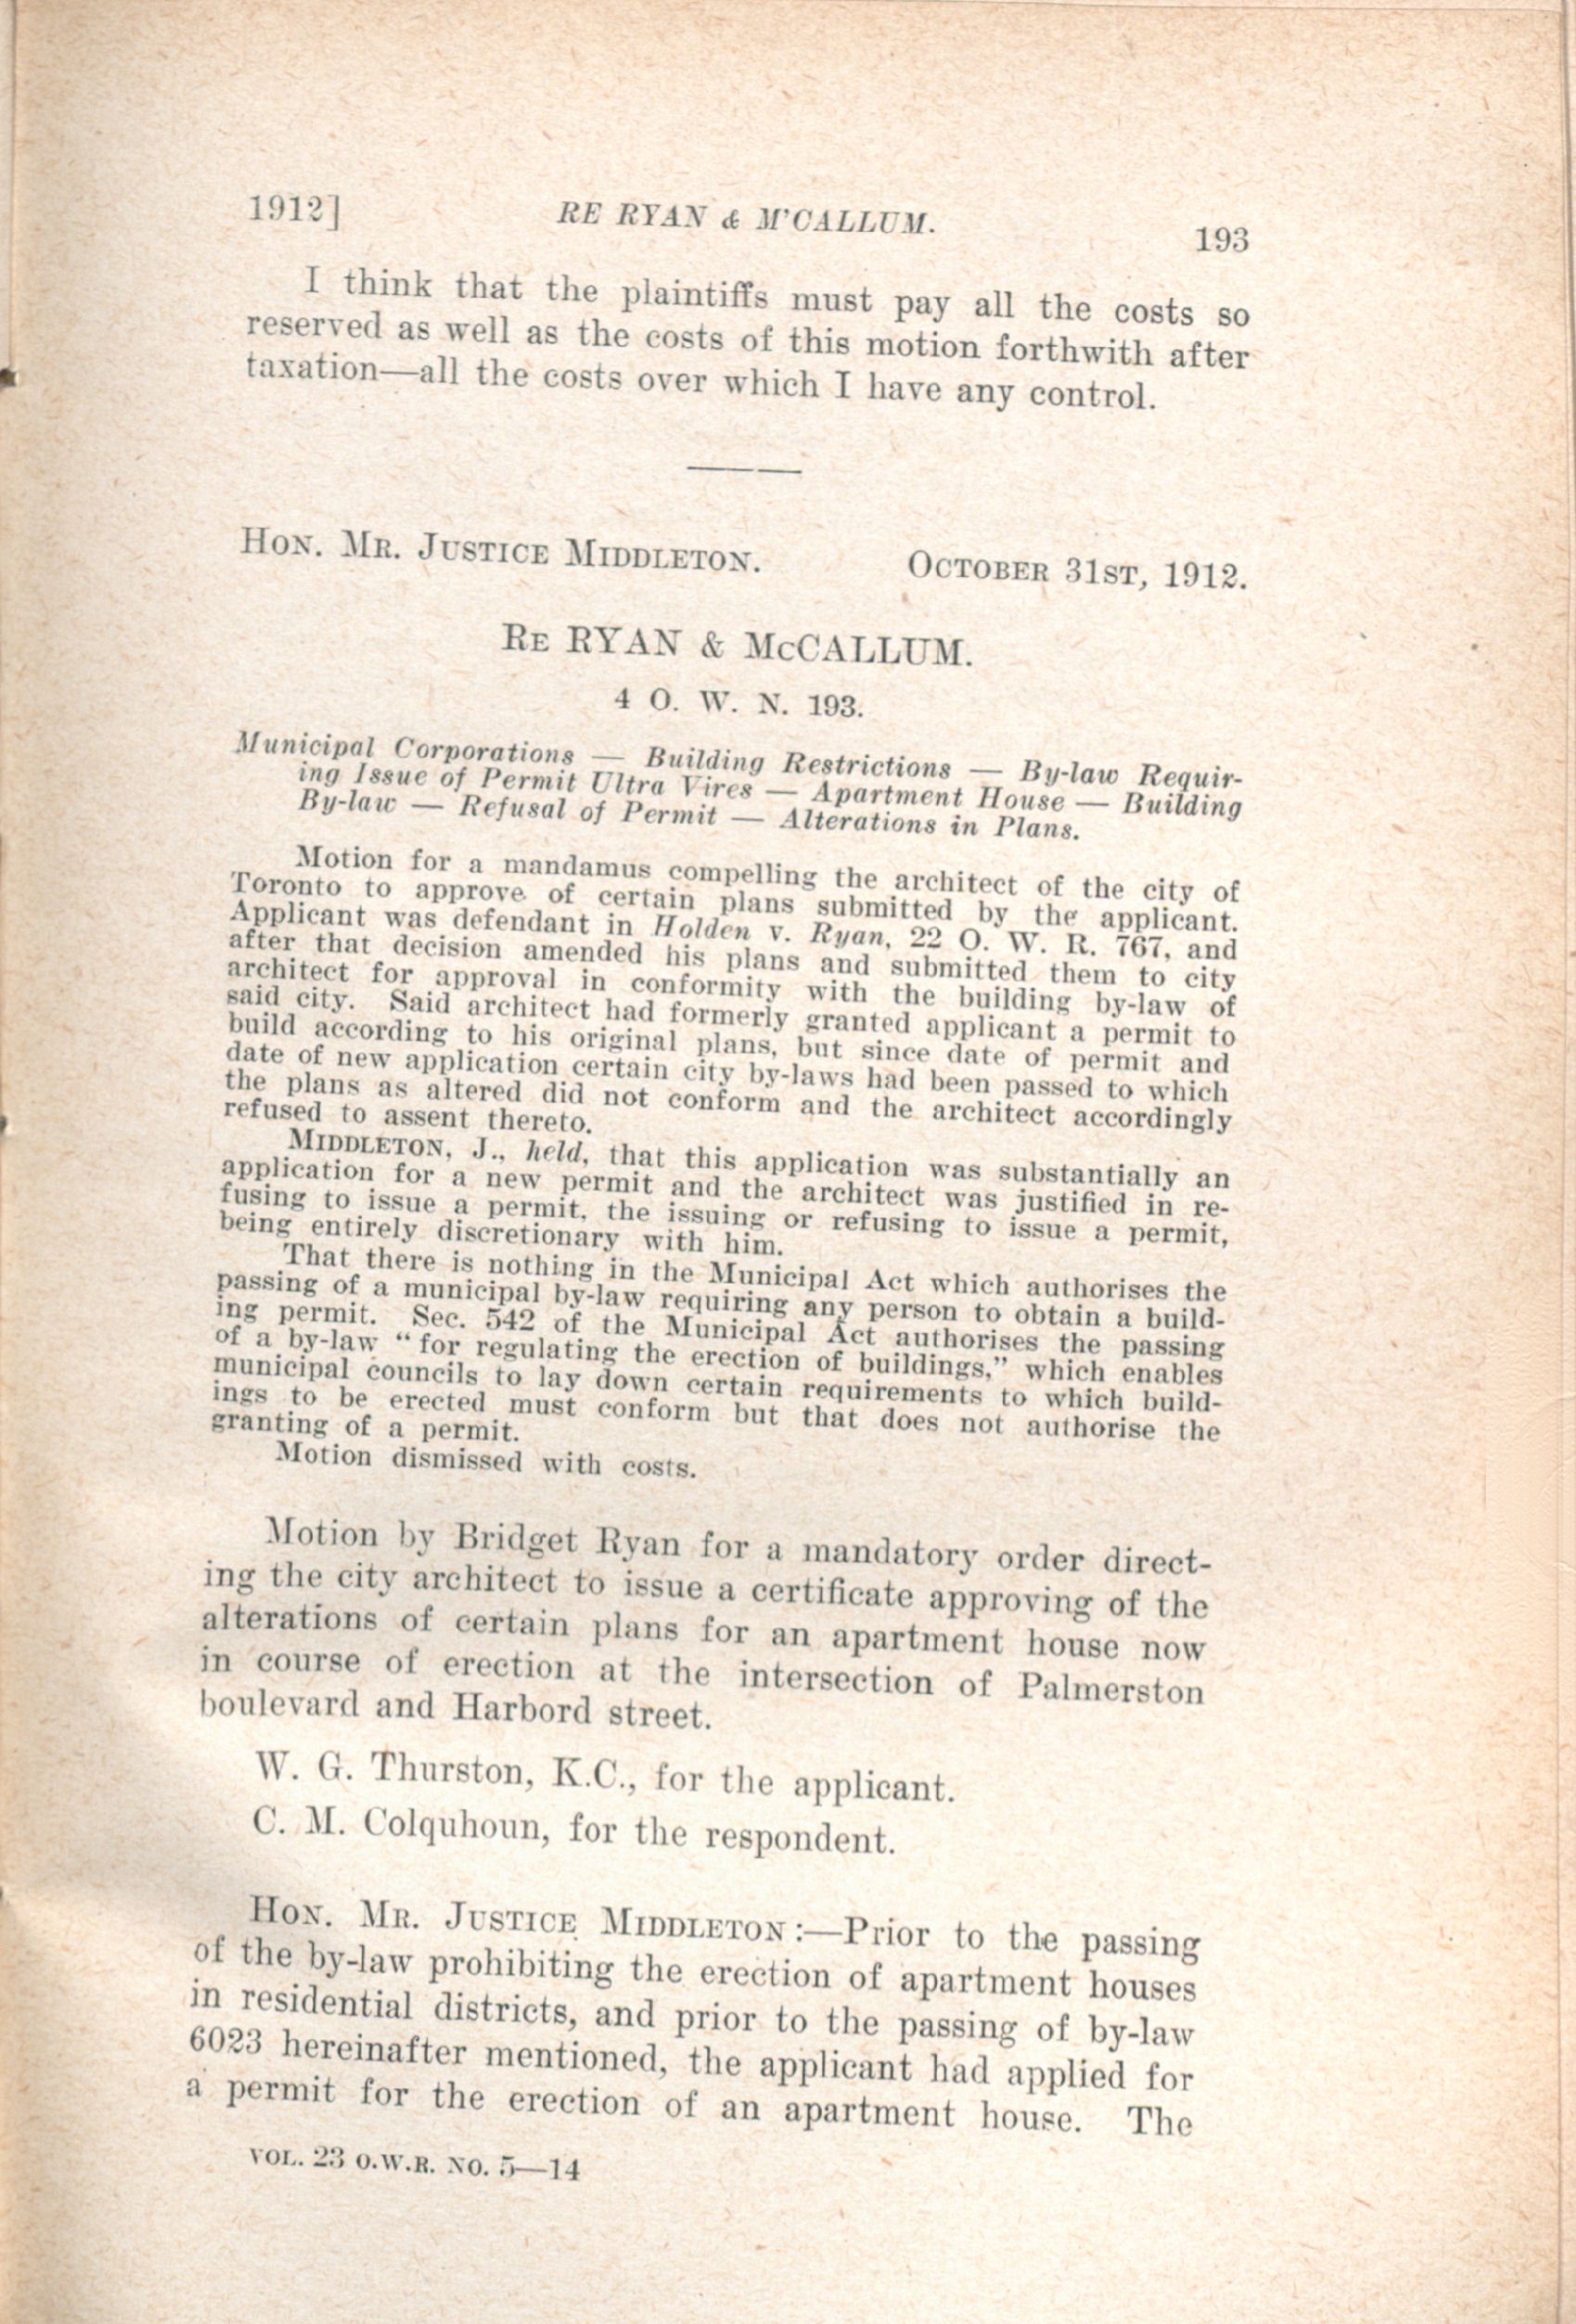 1912]
RE RYAN & M'CALLUM.
193
I think that the plaintiffs must pay all the costs so
reserved as well as the costs of this motion forthwith after
taxation—all the costs over which I have any control.
HON. MR. JUSTICE MIDDLETON.
OCTOBER 31ST, 1912.
RE RYAN & McCALLUM.
4 O. W. N. 193.
Municipal Corporations — Building Restrictions — By-law Requir-
ing Issue of Permit Ultra Vires — Apartment House — Building
By-law — Refusal of Permit — Alterations in Plans.
Motion for a mandamus compelling the architect of the city of
Toronto to approve of certain plans submitted by the applicant.
Applicant was defendant in Holden v. Ryan, 22 O. W. R. 767, and
after that decision amended his plans and submitted them to city
architect for approval in conformity with the building by-law of
said city. Said architect had formerly granted applicant a permit to
build according to his original plans, but since date of permit and
date of new application certain city by-laws had been passed to which
the plans as altered did not conform and the architect accordingly
refused to assent thereto.
MIDDLETON, J., held, that this application was substantially an
application for a new permit and the architect was justified in re-
fusing to issue a permit, the issuing or refusing to issue a permit,
being entirely discretionary with him.
That there is nothing in the Municipal Act which authorises the
passing of a municipal by-law requiring any person to obtain a build-
ing permit. Sec. 542 of the Municipal Act authorises the passing
of a by-law "for regulating the erection of buildings," which enables
municipal councils to lay down certain requirements to which build-
ings to be erected must conform but that does not authorise the
granting of a permit.
Motion dismissed with costs.
Motion by Bridget Ryan for a mandatory order direct-
ing the city architect to issue a certificate approving of the
alterations of certain plans for an apartment house now
in course of erection at the intersection of Palmerston
boulevard and Harbord street.
W. G. Thurston, K.C., for the applicant.
C. M. Colquhoun, for the respondent.
HON. MR. JUSTICE MIDDLETON:—Prior to the passing
of the by-law prohibiting the erection of apartment houses
in residential districts, and prior to the passing of by-law
6023 hereinafter mentioned, the applicant had applied for
a permit for the erection of an apartment house. The
VOL. 23 O.W.R. NO. 5—14